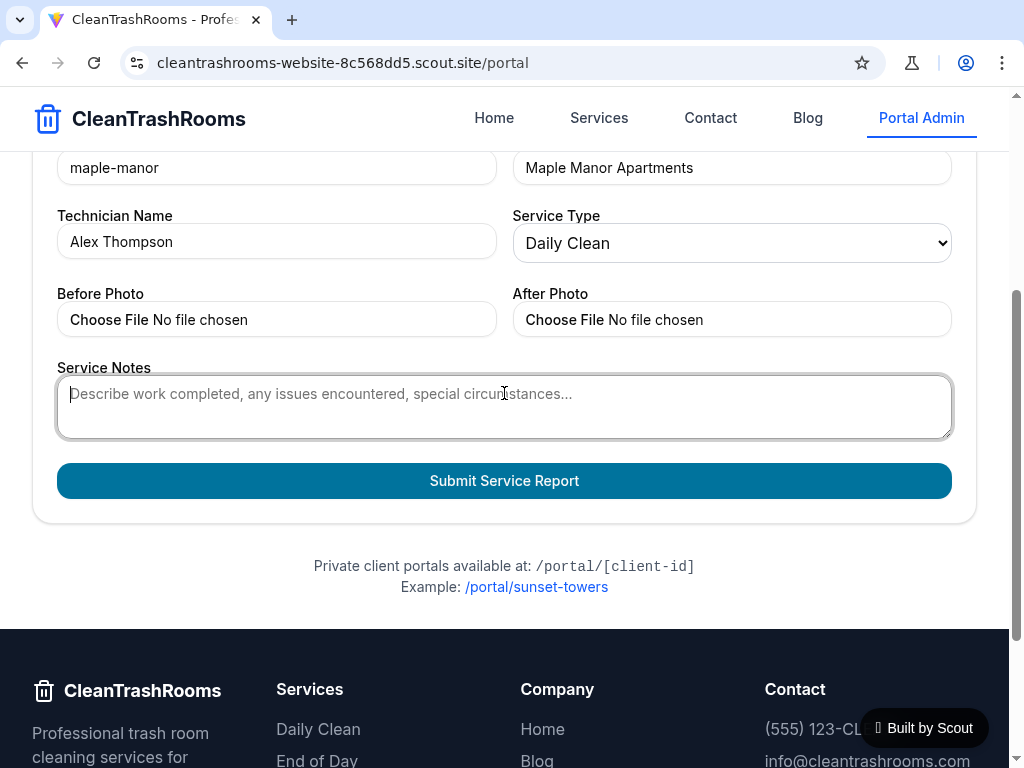 CleanTrashRooms - Profes
cleantrashrooms-website-8c568dd5.scout.site/portal
CleanTrashRooms
Home
Services
Contact
Blog
Portal Admin
maple-manor
Maple Manor Apartments
Technician Name
Service Type
Alex Thompson
Daily Clean
Before Photo
After Photo
Choose File No file chosen
Choose File No file chosen
Service Notes
Describe work completed, any issues encountered, special circumstances...
Submit Service Report
Private client portals available at: /portal/[client-id]
Example: /portal/sunset-towers
CleanTrashRooms
Professional trash room
cleaning services for
Services
Daily Clean
End of Day
Company
Home
Blog
Contact
(555) 123-CL
info@cleantrashrooms.com
Built by Scout